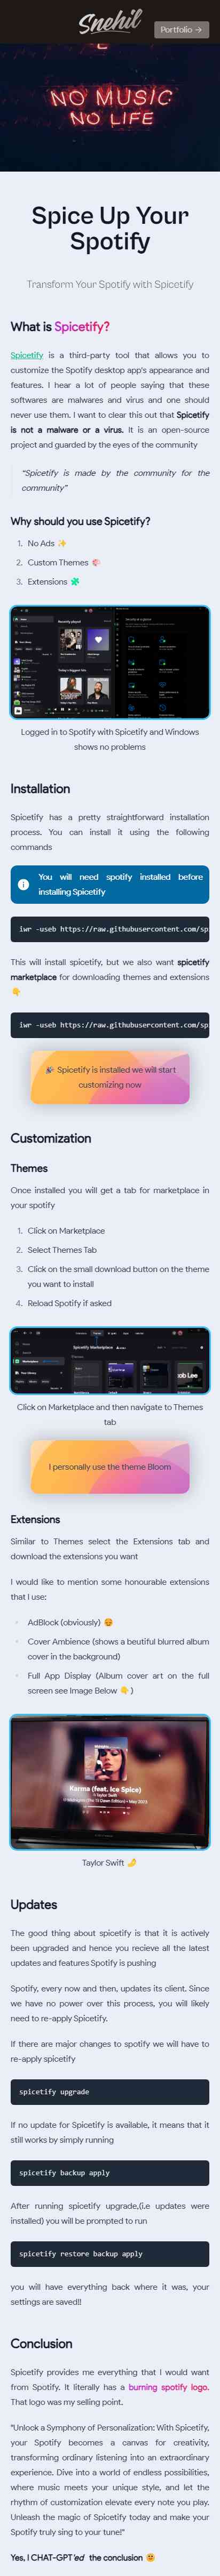 Snehil
Portfolio →
NO MUSIC
NO LIFE
Spice Up Your
Spotify
Transform Your Spotify with Spicetify
What is Spicetify?
Spicetify is a third-party tool that allows you to
customize the Spotify desktop app's appearance and
features. I hear a lot of people saying that these
softwares are malwares and virus and one should
never use them. I want to clear this out that Spicetify
is not a malware or a virus. It is an open-source
project and guarded by the eyes of the community
"Spicetify is made by the community for the
community"
Why should you use Spicetify?
1. No Ads ✨
2. Custom Themes 🎨
3. Extensions 🧩
Recently played
Logged in to Spotify with Spicetify and Windows
shows no problems
Installation
Spicetify has a pretty straightforward installation
process. You can install it using the following
commands
You will need spotify installed before
installing Spicetify
iwr -useb https://raw.githubusercontent.com/sp
This will install spicetify, but we also want spicetify
marketplace for downloading themes and extensions
👇
iwr -useb https://raw.githubusercontent.com/sp
🎉 Spicetify is installed we will start
customizing now
Customization
Themes
Once installed you will get a tab for marketplace in
your spotify
1. Click on Marketplace
2. Select Themes Tab
3. Click on the small download button on the theme
you want to install
4. Reload Spotify if asked
Spicetify Marketplace
Click on Marketplace and then navigate to Themes
tab
I personally use the theme Bloom
Extensions
Similar to Themes select the Extensions tab and
download the extensions you want
I would like to mention some honourable extensions
that I use:
• AdBlock (obviously) 🤩
• Cover Ambience (shows a beutiful blurred album
cover in the background)
• Full App Display (Album cover art on the full
screen see Image Below 👇)
Karma (feat. Ice Spice)
Taylor Swift
Taylor Swift 🤌
Updates
The good thing about spicetify is that it is actively
been upgraded and hence you recieve all the latest
updates and features Spotify is pushing
Spotify, every now and then, updates its client. Since
we have no power over this process, you will likely
need to re-apply Spicetify.
If there are major changes to spotify we will have to
re-apply spicetify
spicetify upgrade
If no update for Spicetify is available, it means that it
still works by simply running
spicetify backup apply
After running spicetify upgrade,(i.e updates were
installed) you will be prompted to run
spicetify restore backup apply
you will have everything back where it was, your
settings are saved!!
Conclusion
Spicetify provides me everything that I would want
from Spotify. It literally has a burning spotify logo.
That logo was my selling point.
"Unlock a Symphony of Personalization: With Spicetify,
your Spotify becomes a canvas for creativity,
transforming ordinary listening into an extraordinary
experience. Dive into a world of endless possibilities,
where music meets your unique style, and let the
rhythm of customization elevate every note you play.
Unleash the magic of Spicetify today and make your
Spotify truly sing to your tune!"
Yes, I CHAT-GPT'ed the conclusion 🙂